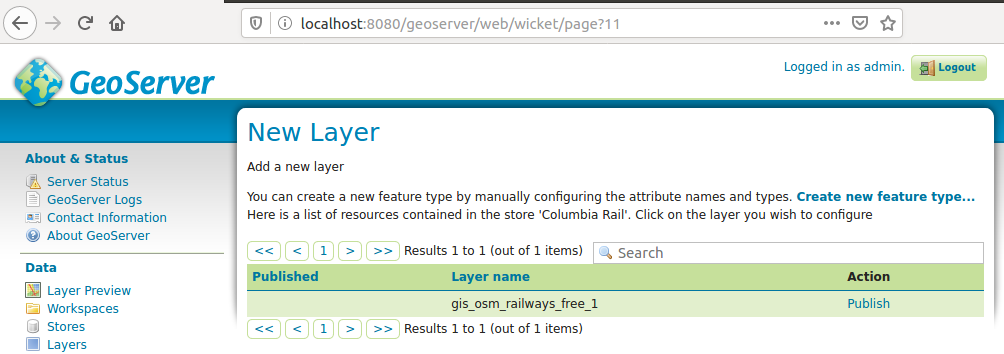 localhost:8080/geoserver/web/wicket/page?11
GeoServer
Logged in as admin.
Logout
About & Status
Server Status
GeoServer Logs
Contact Information
About GeoServer
Data
Layer Preview
Workspaces
Stores
Layers
New Layer
Add a new layer
You can create a new feature type by manually configuring the attribute names and types. Create new feature type...
Here is a list of resources contained in the store 'Columbia Rail'. Click on the layer you wish to configure
<< < 1 > >> Results 1 to 1 (out of 1 items) Search
Published Layer name Action
gis_osm_railways_free_1 Publish
<< < 1 > >> Results 1 to 1 (out of 1 items)